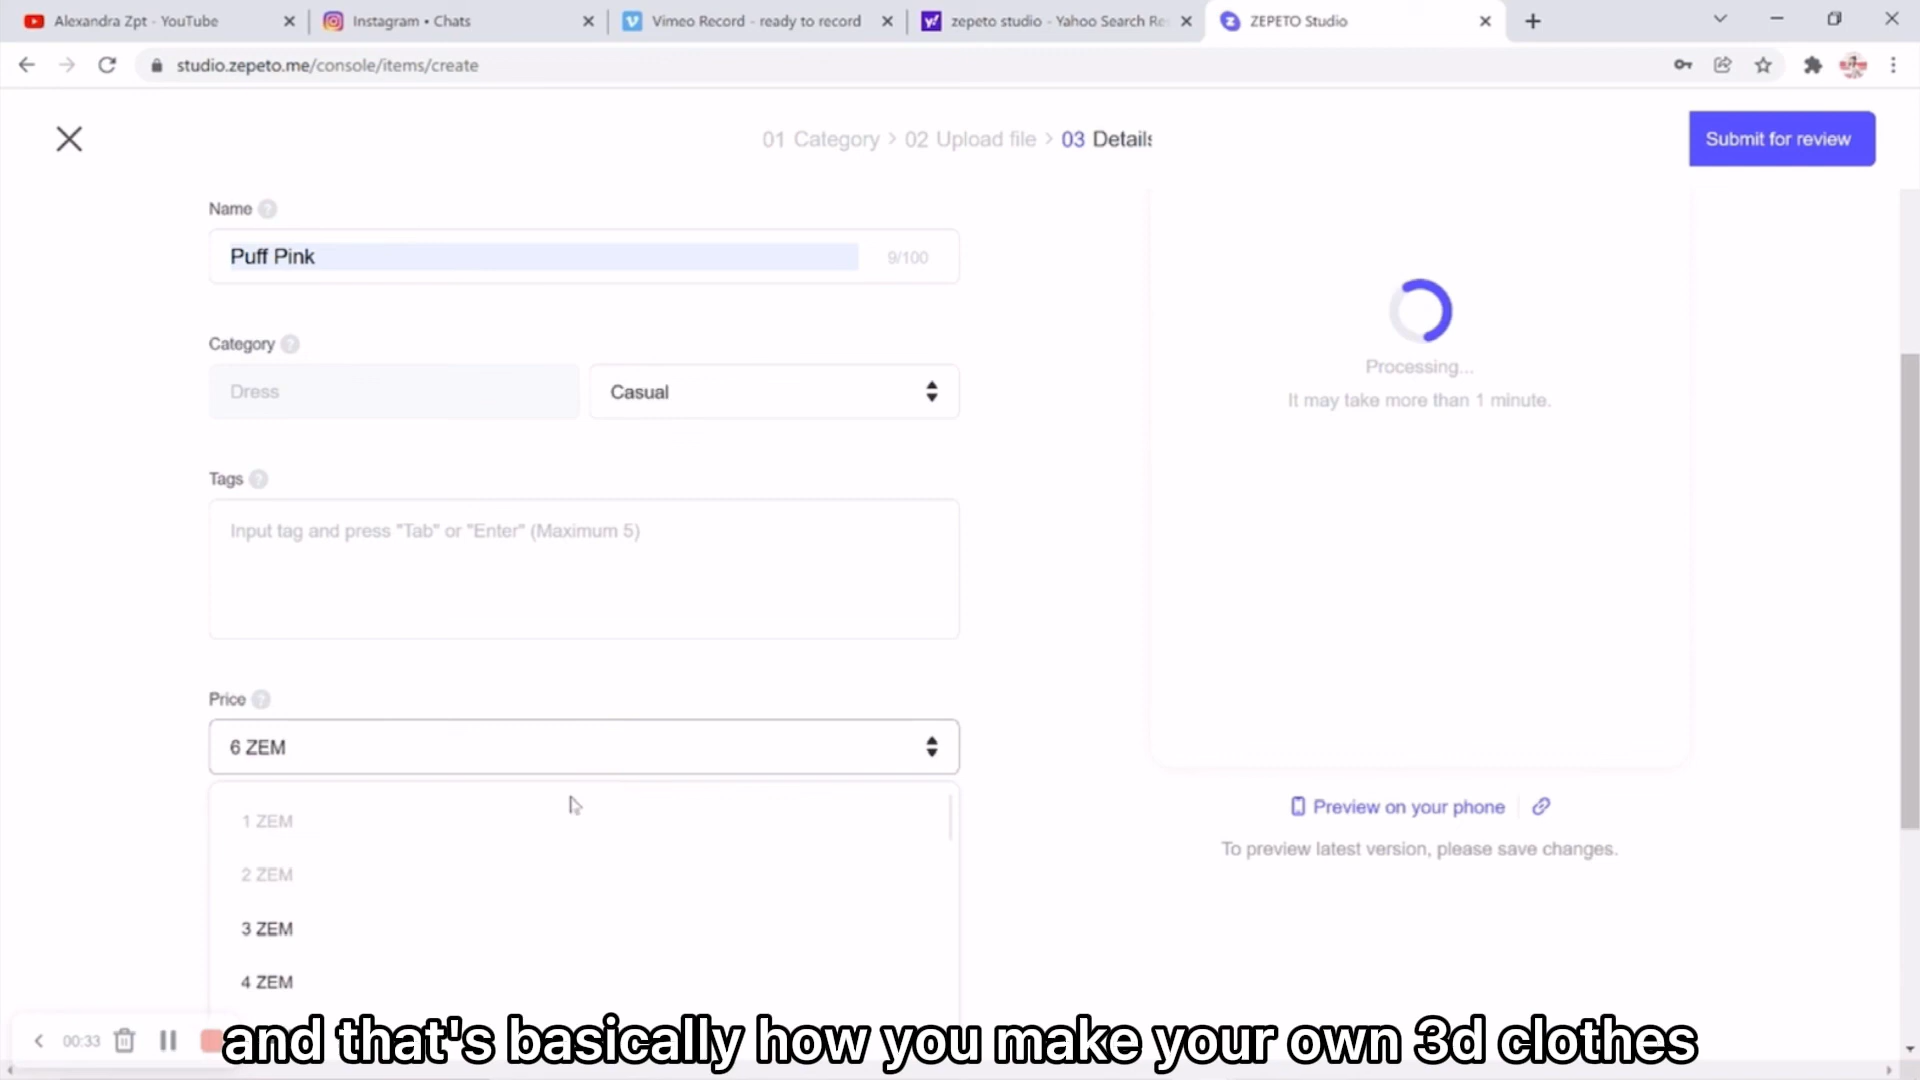 Alexandra Zpt - YouTube
Instagram • Chats
Vimeo Record - ready to record
zepeto studio - Yahoo Search Re
ZEPETO Studio
studio.zepeto.me/console/items/create
01 Category > 02 Upload file > 03 Details
Submit for review
Name
Puff Pink
9/100
Category
Dress
Casual
Tags
Input tag and press "Tab" or "Enter" (Maximum 5)
Price
6 ZEM
1 ZEM
2 ZEM
3 ZEM
4 ZEM
Processing...
It may take more than 1 minute.
Preview on your phone
To preview latest version, please save changes.
00:33
and that's basically how you make your own 3d clothes